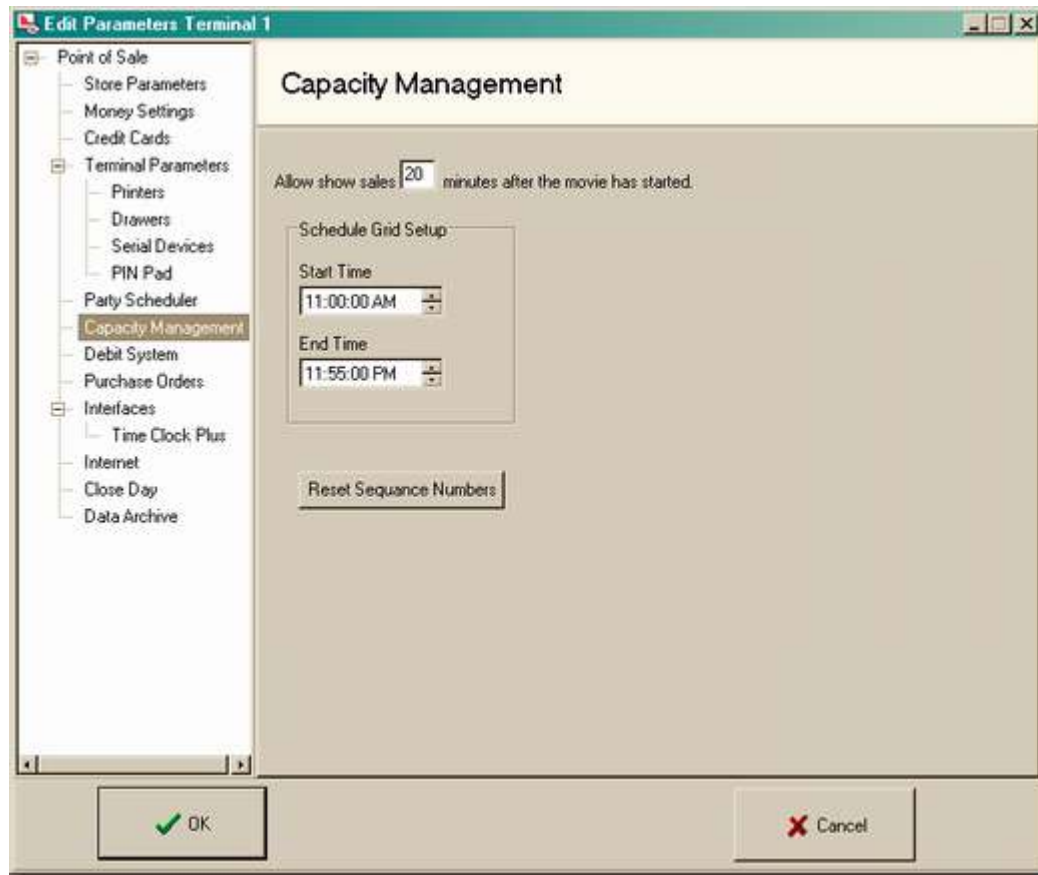 Edit Parameters Terminal 1
Point of Sale
Store Parameters
Money Settings
Credit Cards
Terminal Parameters
Printers
Drawers
Serial Devices
PIN Pad
Party Scheduler
Capacity Management
Debit System
Purchase Orders
Interfaces
Time Clock Plus
Internet
Close Day
Data Archive
Capacity Management
Allow show sales 20 minutes after the movie has started.
Schedule Grid Setup
Start Time
11:00:00 AM
End Time
11:55:00 PM
Reset Sequance Numbers
OK
Cancel